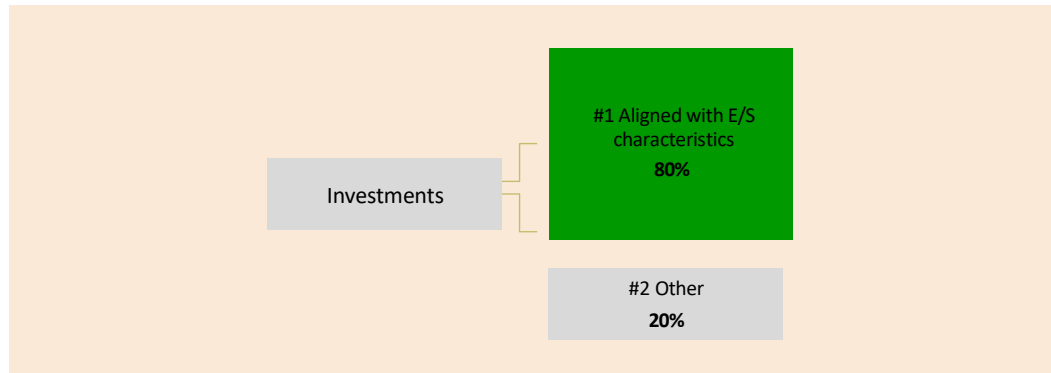 Investments
#1 Aligned with E/S
characteristics
80%
#2 Other
20%